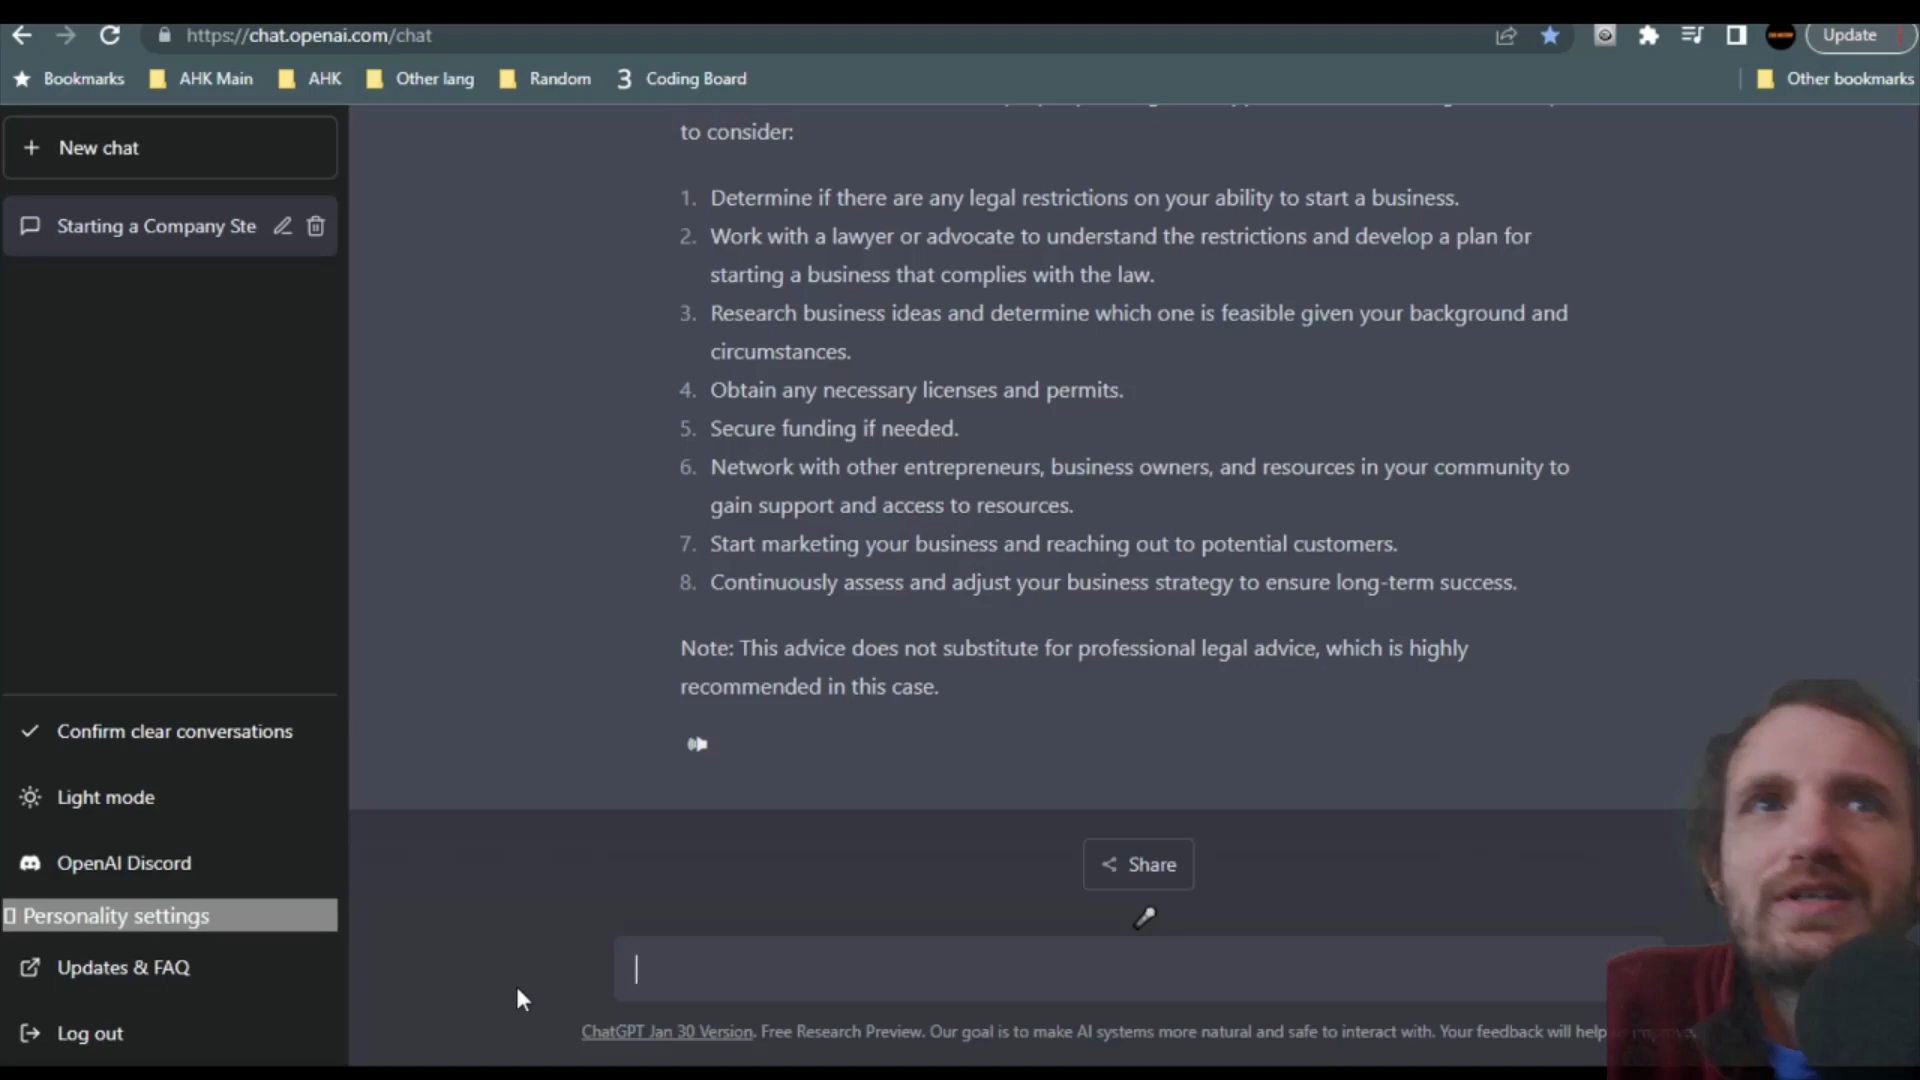 https://chat.openai.com/chat
Update
Bookmarks AHK Main AHK Other lang Random 3 Coding Board Other bookmarks
New chat
Starting a Company Ste
to consider:
1. Determine if there are any legal restrictions on your ability to start a business.
2. Work with a lawyer or advocate to understand the restrictions and develop a plan for
starting a business that complies with the law.
3. Research business ideas and determine which one is feasible given your background and
circumstances.
4. Obtain any necessary licenses and permits.
5. Secure funding if needed.
6. Network with other entrepreneurs, business owners, and resources in your community to
gain support and access to resources.
7. Start marketing your business and reaching out to potential customers.
8. Continuously assess and adjust your business strategy to ensure long-term success.
Note: This advice does not substitute for professional legal advice, which is highly
recommended in this case.
Confirm clear conversations
Light mode
OpenAI Discord
Personality settings
Updates & FAQ
Log out
Share
ChatGPT Jan 30 Version. Free Research Preview. Our goal is to make AI systems more natural and safe to interact with. Your feedback will help